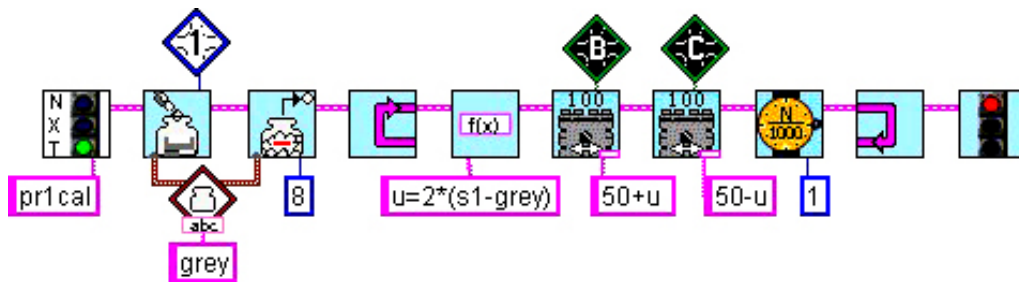 1
B
C
N
X
T
f(x)
100
100
N
1000
pr1cal
abc
grey
8
u=2*(s1-grey)
50+u
50-u
1